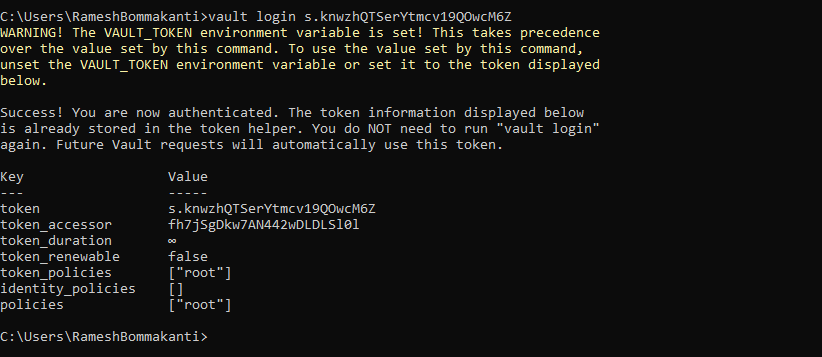 C:\Users\RameshBommakanti>vault login s.knwzhQTSerYtmcv19QOwcM6Z
WARNING! The VAULT_TOKEN environment variable is set! This takes precedence
over the value set by this command. To use the value set by this command,
unset the VAULT_TOKEN environment variable or set it to the token displayed
below.
Success! You are now authenticated. The token information displayed below
is already stored in the token helper. You do NOT need to run "vault login"
again. Future Vault requests will automatically use this token.
Key                  Value
---                  -----
token                s.knwzhQTSerYtmcv19QOwcM6Z
token_accessor       fh7jSgDkw7AN442wDLDLSl0l
token_duration       ∞
token_renewable      false
token_policies       ["root"]
identity_policies    []
policies             ["root"]
C:\Users\RameshBommakanti>